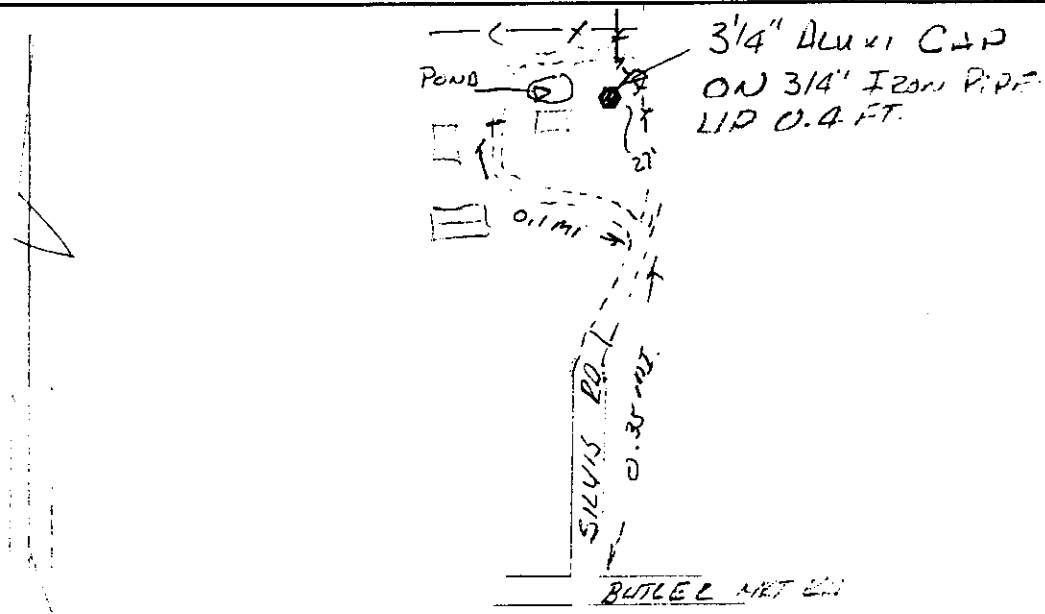 3 1/4" ALUM CAP
ON 3/4" IRON PIPE
UP 0.4 FT.
POND
27'
0.1 MI
SILVIS RD.
0.35 MI.
BUTLER MKT